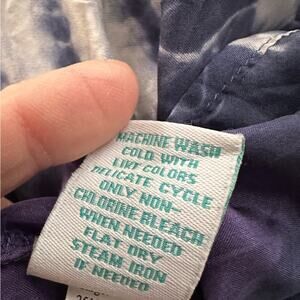 MACHINE WASH
COLD WITH
LIKE COLORS
DELICATE CYCLE
ONLY NON-
CHLORINE BLEACH
WHEN NEEDED
FLAT DRY
STEAM IRON
IF NEEDED